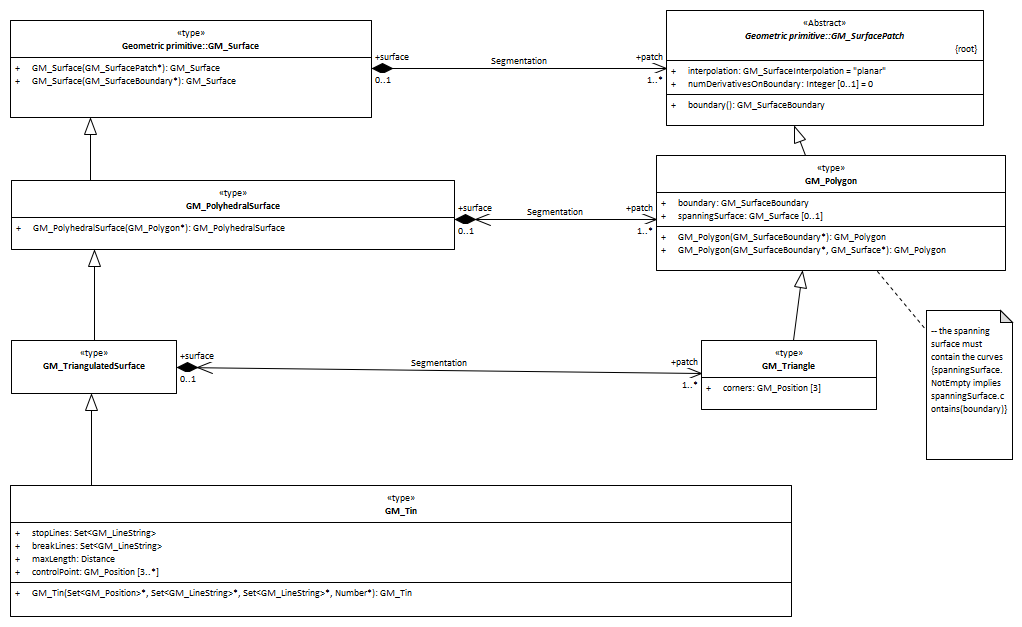 «type»
Geometric primitive::GM_Surface
+ GM_Surface(GM_SurfacePatch*): GM_Surface
+ GM_Surface(GM_SurfaceBoundary*): GM_Surface
+surface
0..1
Segmentation
+patch
1..*
«Abstract»
Geometric primitive::GM_SurfacePatch
{root}
+ interpolation: GM_SurfaceInterpolation = "planar"
+ numDerivativesOnBoundary: Integer [0..1] = 0
+ boundary(): GM_SurfaceBoundary
«type»
GM_PolyhedralSurface
+ GM_PolyhedralSurface(GM_Polygon*): GM_PolyhedralSurface
+surface
0..1
Segmentation
+patch
1..*
«type»
GM_Polygon
+ boundary: GM_SurfaceBoundary
+ spanningSurface: GM_Surface [0..1]
+ GM_Polygon(GM_SurfaceBoundary*): GM_Polygon
+ GM_Polygon(GM_SurfaceBoundary*, GM_Surface*): GM_Polygon
-- the spanning
surface must
contain the curves
{spanningSurface.
NotEmpty implies
spanningSurface.c
ontains(boundary)}
«type»
GM_TriangulatedSurface
+surface
0..1
Segmentation
+patch
1..*
«type»
GM_Triangle
+ corners: GM_Position [3]
«type»
GM_Tin
+ stopLines: Set<GM_LineString>
+ breakLines: Set<GM_LineString>
+ maxLength: Distance
+ controlPoint: GM_Position [3..*]
+ GM_Tin(Set<GM_Position>*, Set<GM_LineString>*, Set<GM_LineString>*, Number*): GM_Tin